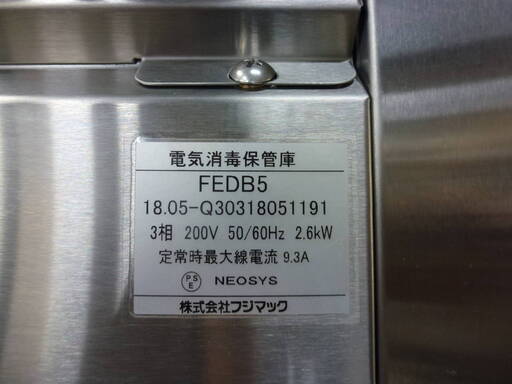 電気消毒保管庫
FEDB5
18.05-Q30318051191
3相 200V 50/60Hz 2.6kW
定常時最大線電流 9.3A
PS E NEOSYS
株式会社フジマック